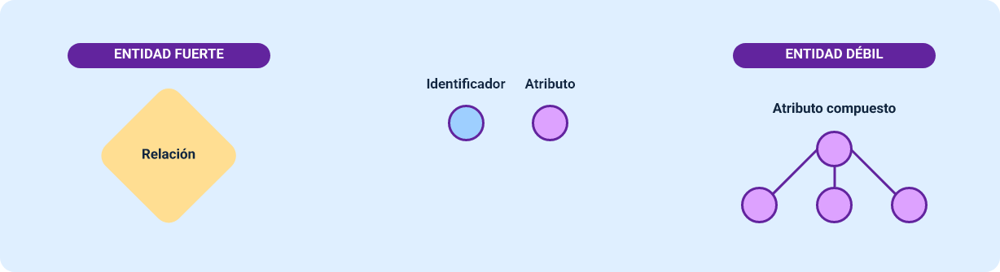 ENTIDAD FUERTE
Relación
Identificador
Atributo
ENTIDAD DÉBIL
Atributo compuesto